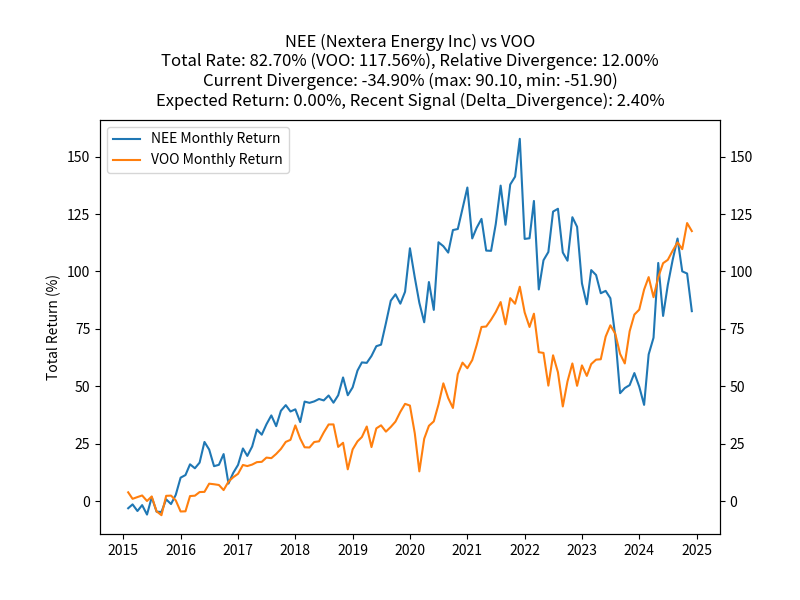 NEE (Nextera Energy Inc) vs VOO
Total Rate: 82.70% (VOO: 117.56%), Relative Divergence: 12.00%
Current Divergence: -34.90% (max: 90.10, min: -51.90)
Expected Return: 0.00%, Recent Signal (Delta_Divergence): 2.40%
NEE Monthly Return
VOO Monthly Return
Total Return (%)
150
125
100
75
50
25
0
150
125
100
75
50
25
0
2015 2016 2017 2018 2019 2020 2021 2022 2023 2024 2025